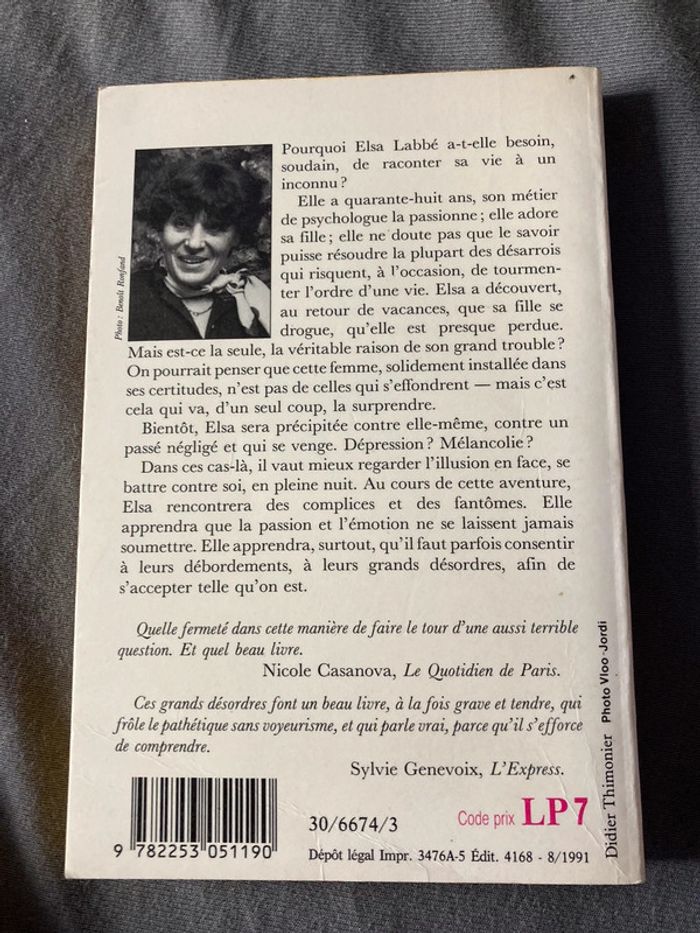 Pourquoi Elsa Labbé a-t-elle besoin,
soudain, de raconter sa vie à un
inconnu ?
Elle a quarante-huit ans, son métier
de psychologue la passionne ; elle adore
sa fille ; elle ne doute pas que le savoir
puisse résoudre la plupart des désarrois
qui risquent, à l'occasion, de tourmen-
ter l'ordre d'une vie. Elsa a découvert,
au retour de vacances, que sa fille se
drogue, qu'elle est presque perdue.
Mais est-ce la seule, la véritable raison de son grand trouble ?
On pourrait penser que cette femme, solidement installée dans
ses certitudes, n'est pas de celles qui s'effondrent — mais c'est
cela qui va, d'un seul coup, la surprendre.
Bientôt, Elsa sera précipitée contre elle-même, contre un
passé négligé et qui se venge. Dépression ? Mélancolie ?
Dans ces cas-là, il vaut mieux regarder l'illusion en face, se
battre contre soi, en pleine nuit. Au cours de cette aventure,
Elsa rencontrera des complices et des fantômes. Elle
apprendra que la passion et l'émotion ne se laissent jamais
soumettre. Elle apprendra, surtout, qu'il faut parfois consentir
à leurs débordements, à leurs grands désordres, afin de
s'accepter telle qu'on est.
Photo : Benoît Ronfand
Quelle fermeté dans cette manière de faire le tour d'une aussi terrible
question. Et quel beau livre.
Nicole Casanova, Le Quotidien de Paris.
Ces grands désordres font un beau livre, à la fois grave et tendre, qui
frôle le pathétique sans voyeurisme, et qui parle vrai, parce qu'il s'efforce
de comprendre.
Sylvie Genevoix, L'Express.
Didier Thimonier Photo Vloo-Jordi
9 782253 051190
30/6674/3
Code prix LP 7
Dépôt légal Impr. 3476A-5 Édit. 4168 - 8/1991